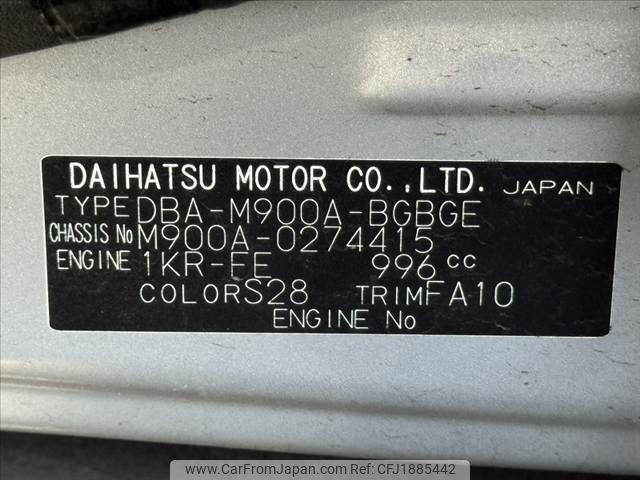 DAIHATSU MOTOR CO.,LTD. JAPAN
TYPE DBA-M900A-BGBGE
CHASSIS No M900A-0274415
ENGINE 1KR-FE 996 cc
COLOR S28 TRIM FA10
ENGINE No
www.CarFromJapan.com ID: CFJ1885442